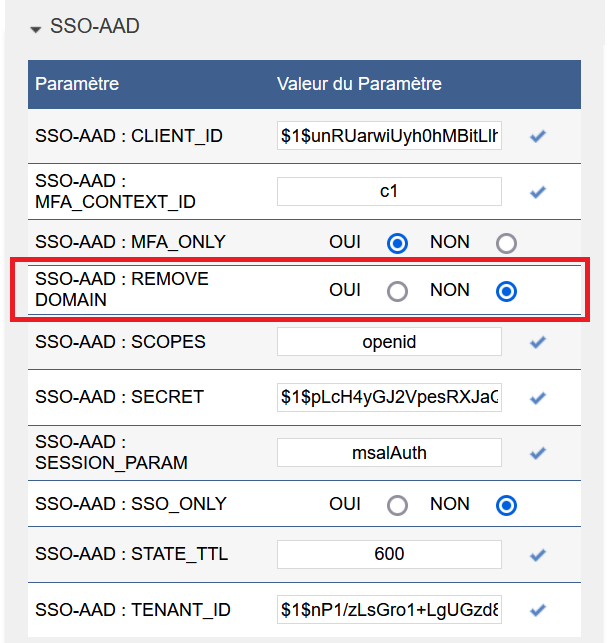 SSO-AAD
Paramètre Valeur du Paramètre
SSO-AAD : CLIENT_ID $1$unRUarwiUyh0hMBitLlh
SSO-AAD :
MFA_CONTEXT_ID c1
SSO-AAD : MFA_ONLY OUI NON
SSO-AAD : REMOVE
DOMAIN OUI NON
SSO-AAD : SCOPES openid
SSO-AAD : SECRET $1$pLcH4yGJ2VpesRXJaC
SSO-AAD :
SESSION_PARAM msalAuth
SSO-AAD : SSO_ONLY OUI NON
SSO-AAD : STATE_TTL 600
SSO-AAD : TENANT_ID $1$nP1/zLsGro1+LgUGzd8